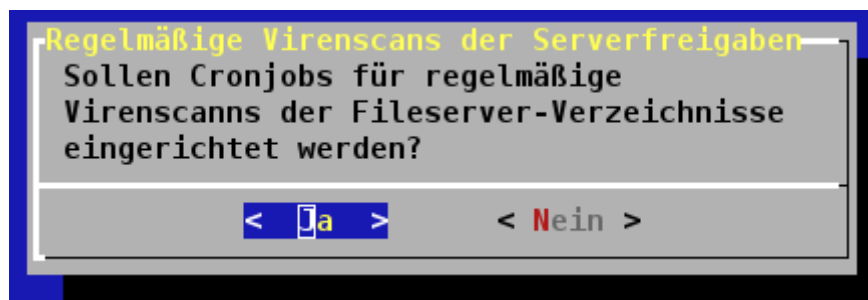 Regelmäßige Virenscans der Serverfreigaben
Sollen Cronjobs für regelmäßige
Virenscanns der Fileserver-Verzeichnisse
eingerichtet werden?
< Ja > < Nein >